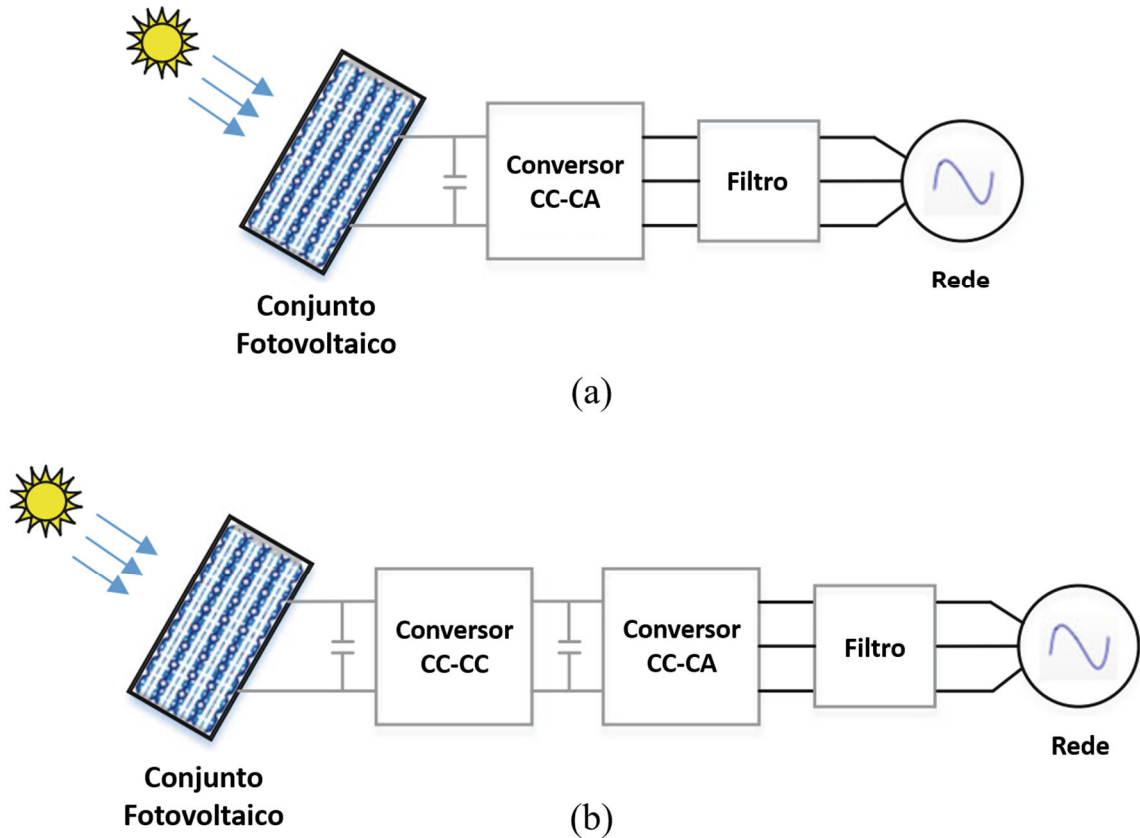 Conversor
CC-CA
Filtro
Rede
Conjunto
Fotovoltaico
(a)
Conversor
CC-CC
Conversor
CC-CA
Filtro
Rede
Conjunto
Fotovoltaico
(b)